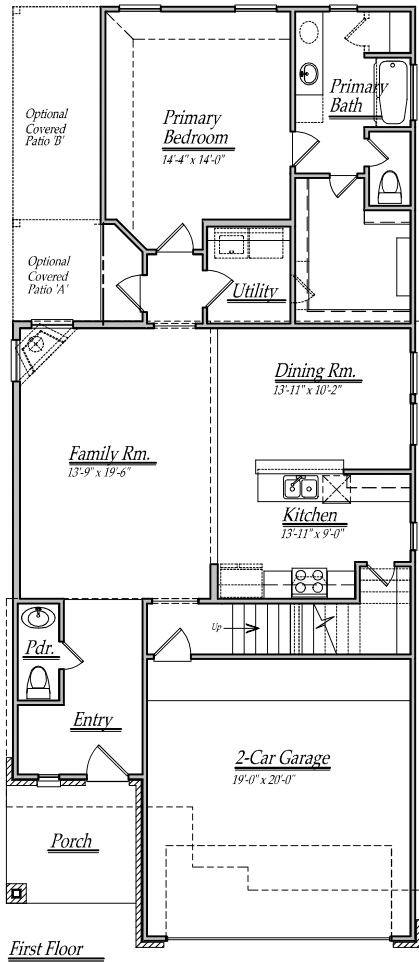 Optional
Covered
Patio 'B'
Primary
Bedroom
14'-4" x 14'-0"
Primary
Bath
Optional
Covered
Patio 'A'
Utility
Dining Rm.
13'-11" x 10'-2"
Family Rm.
13'-9" x 19'-6"
Kitchen
13'-11" x 9'-0"
Up
Pdr.
Entry
2-Car Garage
19'-0" x 20'-0"
Porch
First Floor